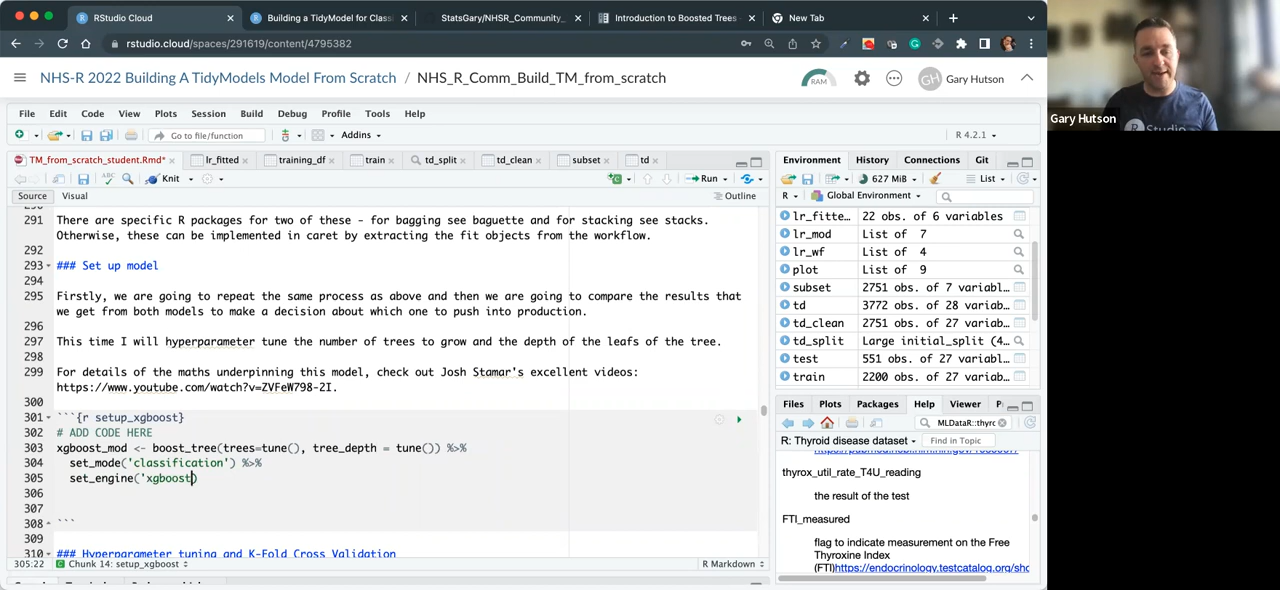 RStudio Cloud
Building a TidyModel for Class
StatsGary/NHSR_Community_
Introduction to Boosted Trees
New Tab
rstudio.cloud/spaces/291619/content/4795382
NHS-R 2022 Building A TidyModels Model From Scratch / NHS_R_Comm_Build_TM_from_scratch
RAM
GH Gary Hutson
Gary Hutson
File Edit Code View Plots Session Build Debug Profile Tools Help
Go to file/function
Addins
R 4.2.1
TM_from_scratch_student.Rmd*
lr_fitted
training_df
train
td_split
td_clean
subset
td
Knit
Run
Source Visual
Outline
291 There are specific R packages for two of these - for bagging see baguette and for stacking see stacks.
Otherwise, these can be implemented in caret by extracting the fit objects from the workflow.
292
293 ### Set up model
294
295 Firstly, we are going to repeat the same process as above and then we are going to compare the results that
we get from both models to make a decision about which one to push into production.
296
297 This time I will hyperparameter tune the number of trees to grow and the depth of the leafs of the tree.
298
299 For details of the maths underpinning this model, check out Josh Stamar's excellent videos:
https://www.youtube.com/watch?v=ZVFeW798-2I.
300
301 ```{r setup_xgboost}
302 # ADD CODE HERE
303 xgboost_mod <- boost_tree(trees=tune(), tree_depth = tune()) %>%
304 set_mode('classification') %>%
305 set_engine('xgboost)
306
307
308 ```
309
310 ### Hyperparameter tuning and K-Fold Cross Validation
305:22 Chunk 14: setup_xgboost
R Markdown
Environment History Connections Git
627 MiB
List
R Global Environment
lr_fitte… 22 obs. of 6 variables
lr_mod List of 7
lr_wf List of 4
plot List of 9
subset 2751 obs. of 7 variabl…
td 3772 obs. of 28 variab…
td_clean 2751 obs. of 27 variab…
td_split Large initial_split (4…
test 551 obs. of 27 variabl…
train 2200 obs. of 27 variab…
Files Plots Packages Help Viewer
MLDataR::thyrc
R: Thyroid disease dataset
Find in Topic
thyrox_util_rate_T4U_reading
the result of the test
FTI_measured
flag to indicate measurement on the Free
Thyroxine Index
(FTI)https://endocrinology.testcatalog.org/sho